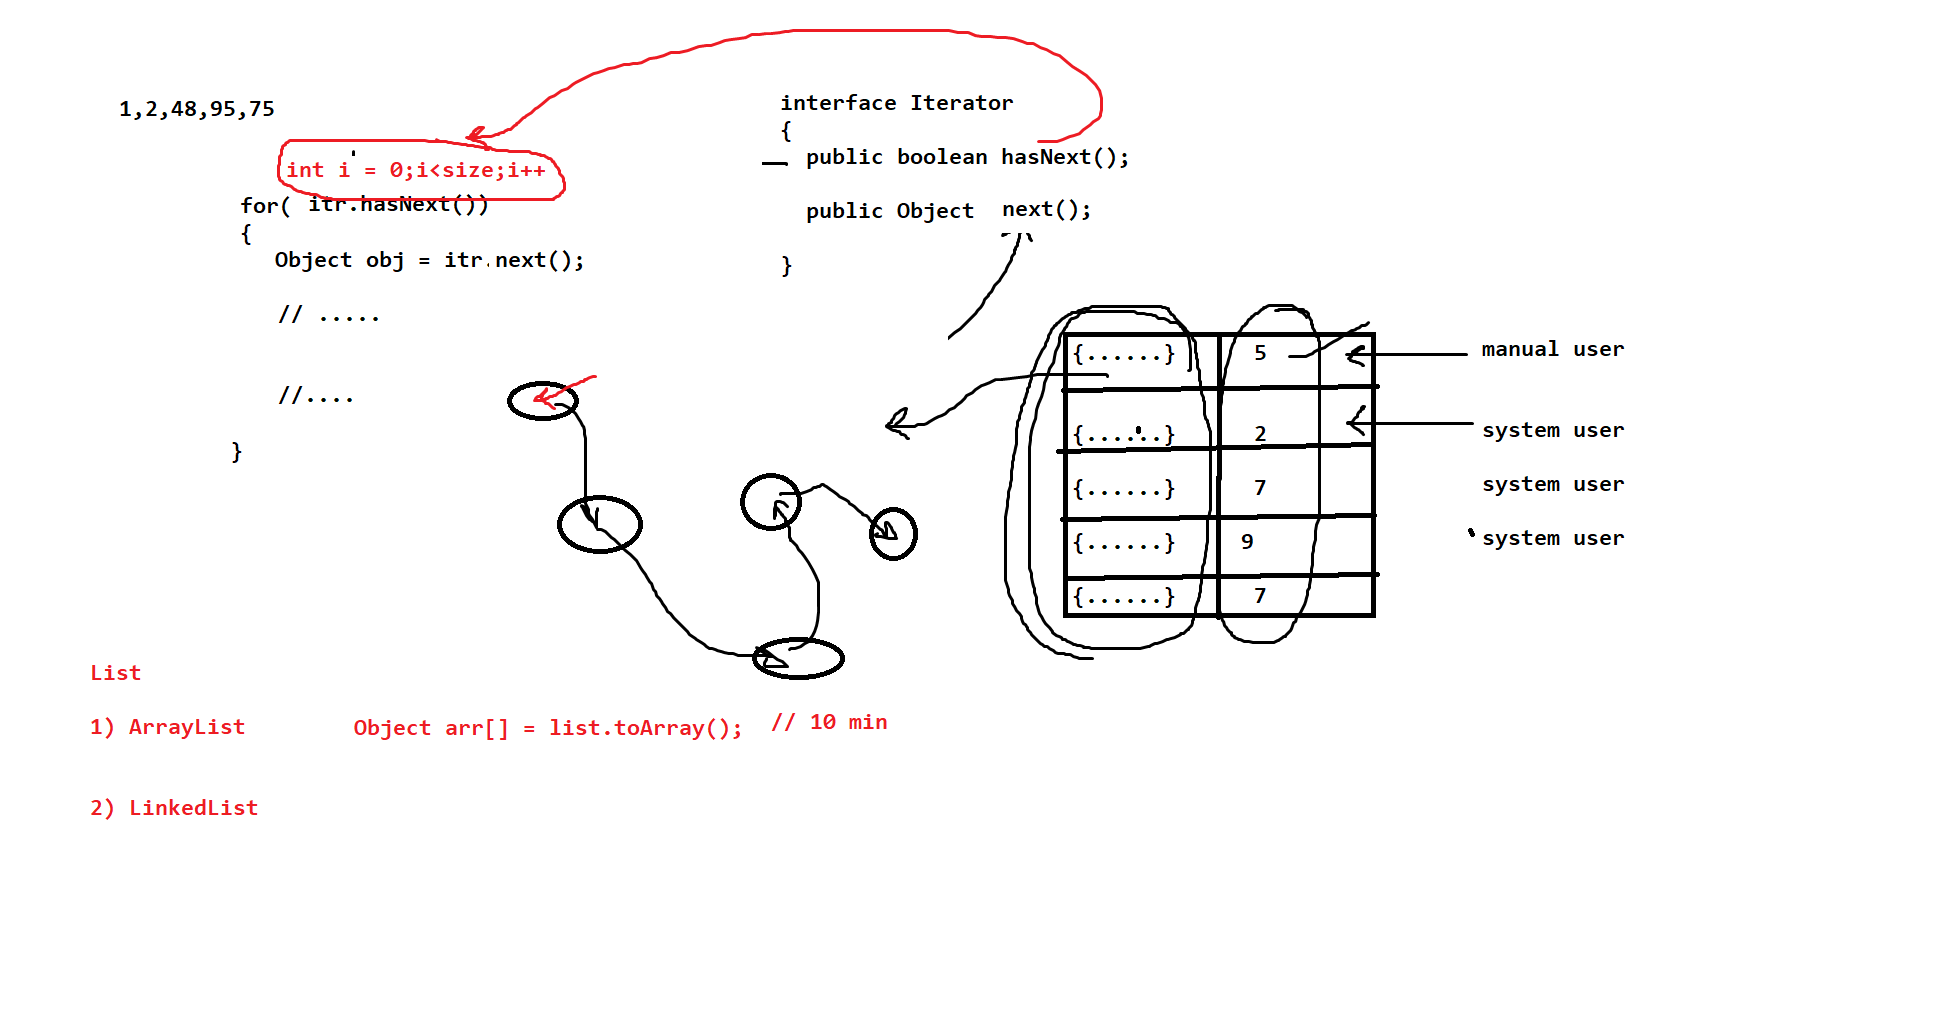 1,2,48,95,75
int i = 0;i<size;i++
for( itr.hasNext())
{
Object obj = itr.next();
// .....
//....
}
interface Iterator
{
public boolean hasNext();
public Object next();
}
{......} 5 manual user
{......} 2 system user
{......} 7 system user
{......} 9 system user
{......} 7
List
1) ArrayList Object arr[] = list.toArray(); // 10 min
2) LinkedList